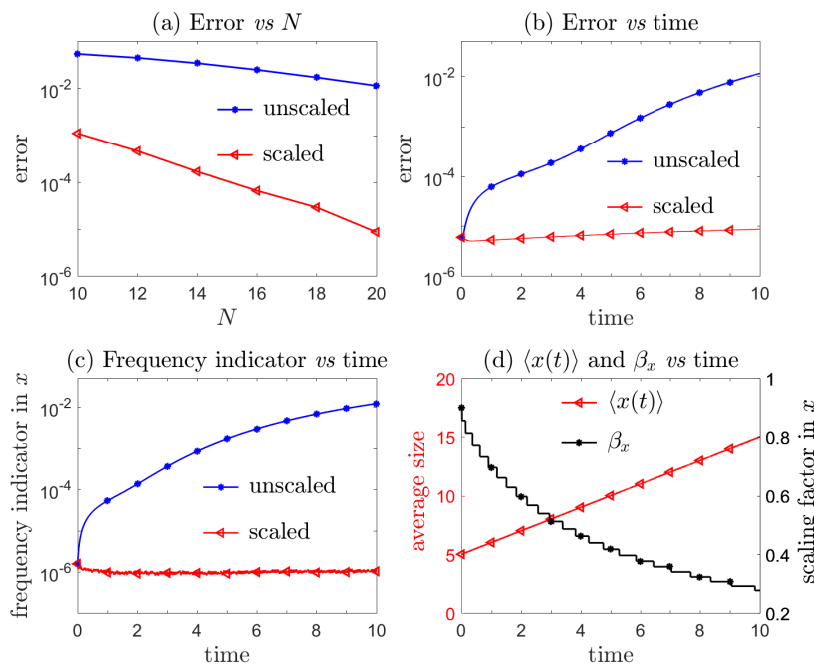 (a) Error vs N
10^-2
10^-4
10^-6
error
unscaled
scaled
10 12 14 16 18 20
N
(b) Error vs time
10^-2
10^-4
10^-6
error
unscaled
scaled
0 2 4 6 8 10
time
(c) Frequency indicator in x vs time
10^-2
10^-4
10^-6
frequency indicator in x
unscaled
scaled
0 2 4 6 8 10
time
(d) ⟨x(t)⟩ and β_x vs time
20
15
10
5
0
average size
⟨x(t)⟩
β_x
1
0.8
0.6
0.4
0.2
scaling factor in x
0 2 4 6 8 10
time